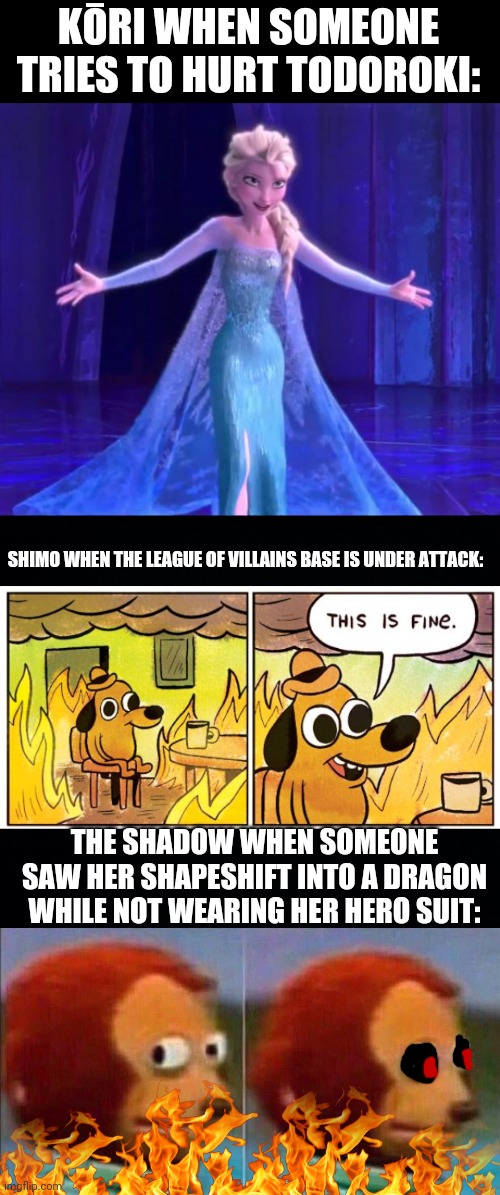 KŌRI WHEN SOMEONE
TRIES TO HURT TODOROKI:
SHIMO WHEN THE LEAGUE OF VILLAINS BASE IS UNDER ATTACK:
THIS IS FINE.
THE SHADOW WHEN SOMEONE
SAW HER SHAPESHIFT INTO A DRAGON
WHILE NOT WEARING HER HERO SUIT:
imgflip.com